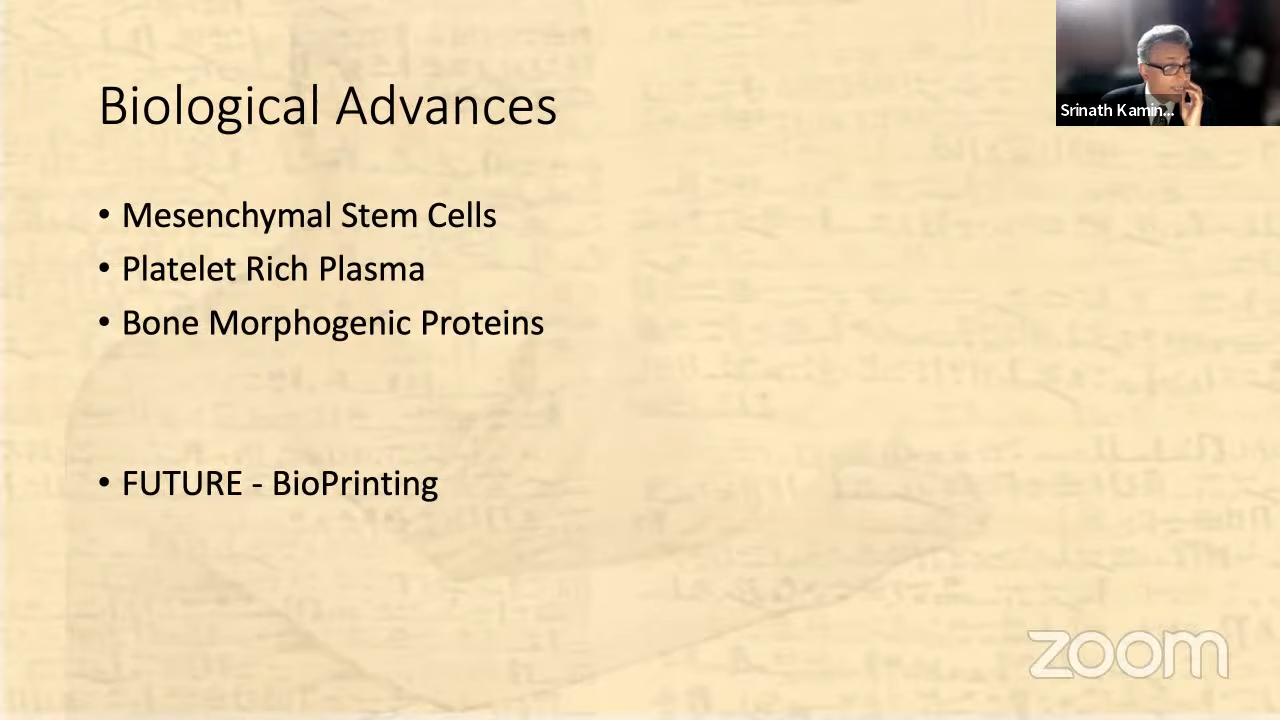 Biological Advances
Srinath Kamin...
• Mesenchymal Stem Cells
• Platelet Rich Plasma
• Bone Morphogenic Proteins
• FUTURE - BioPrinting
zoom